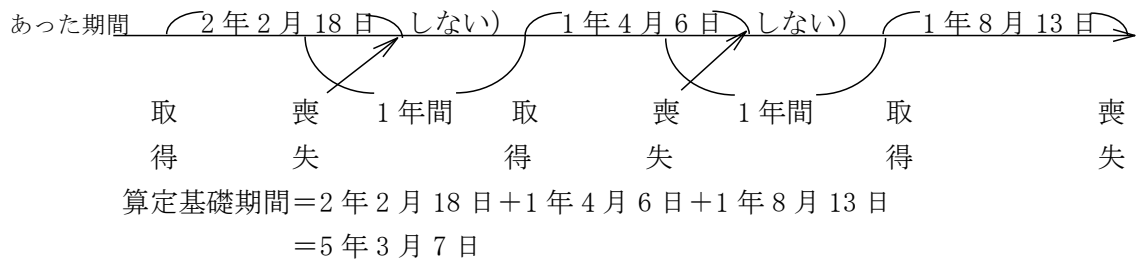 あった期間 2年2月18日 しない） 1年4月6日 しない） 1年8月13日
取 喪 1年間 取 喪 1年間 取 喪
得 失 得 失 得 失
算定基礎期間＝2年2月18日＋1年4月6日＋1年8月13日
＝5年3月7日